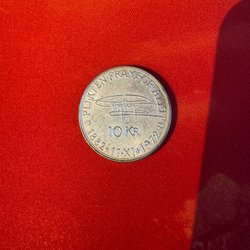 PLIKTEN FRAMFÖR ALLT
10 KR
1882•11•XI•1972
U